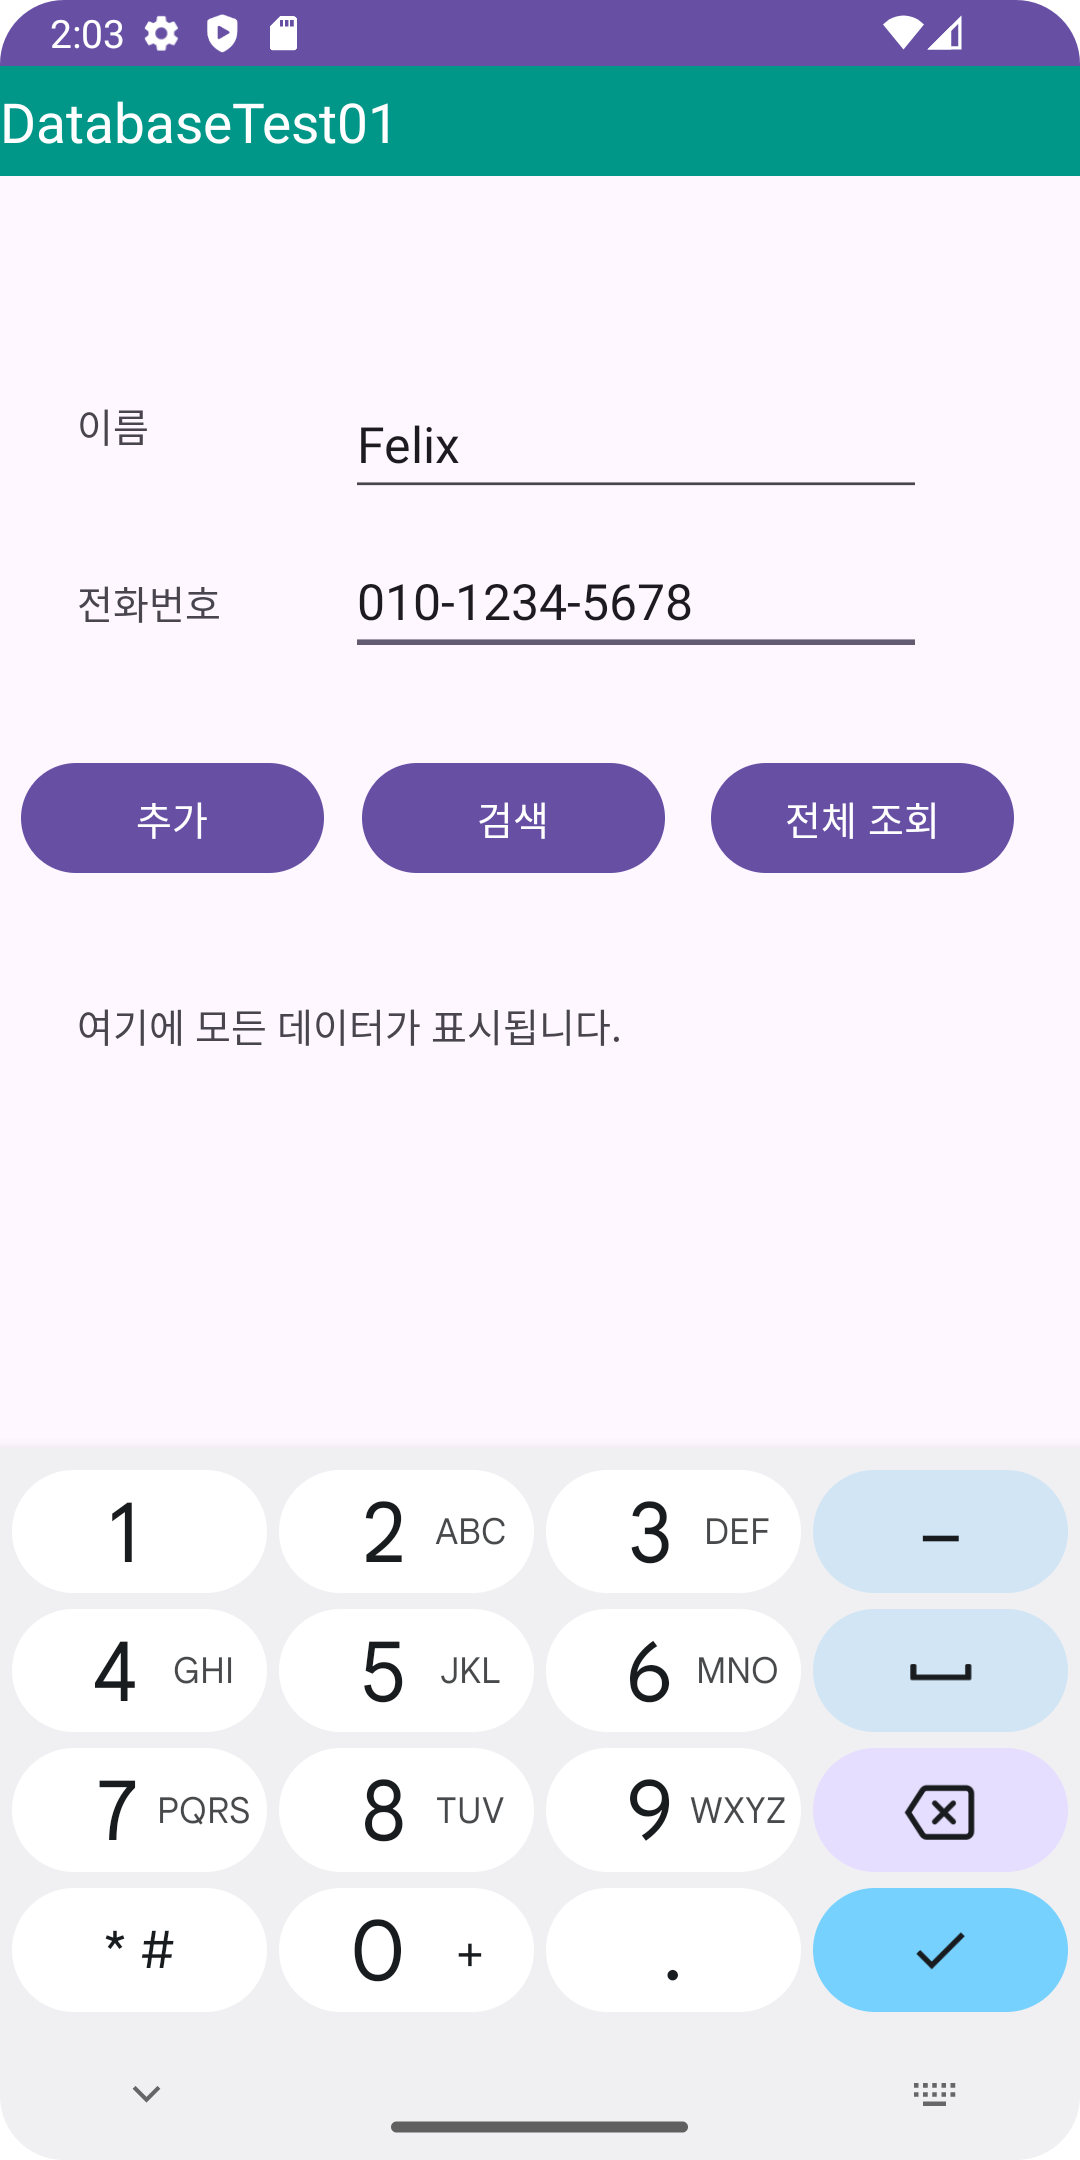 2:03
DatabaseTest01
이름
Felix
전화번호
010-1234-5678
추가 검색 전체 조회
여기에 모든 데이터가 표시됩니다.
1 2 ABC 3 DEF –
4 GHI 5 JKL 6 MNO
7 PQRS 8 TUV 9 WXYZ
* # 0 + .